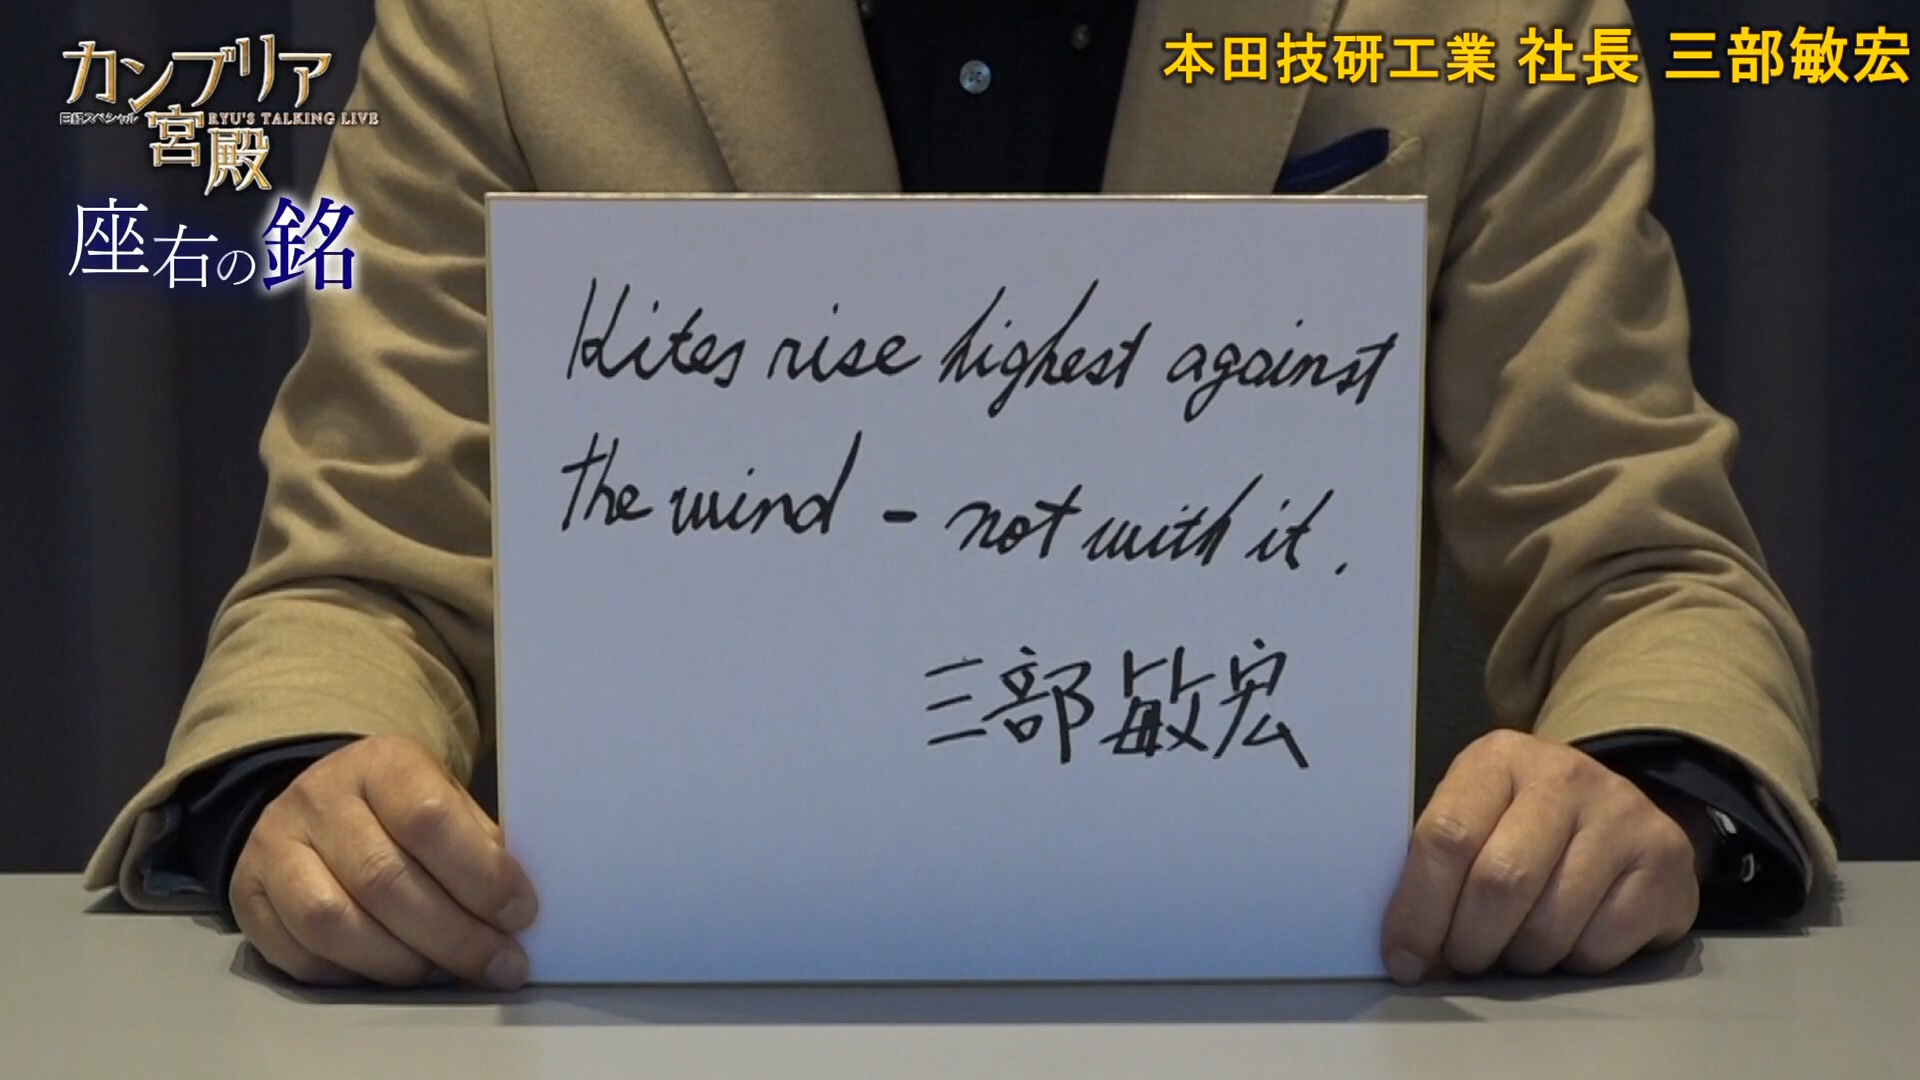 カンブリア
日経スペシャル
宮殿
RYU'S TALKING LIVE
座右の銘
本田技研工業 社長 三部敏宏
Kites rise highest against
the wind - not with it.
三部敏宏